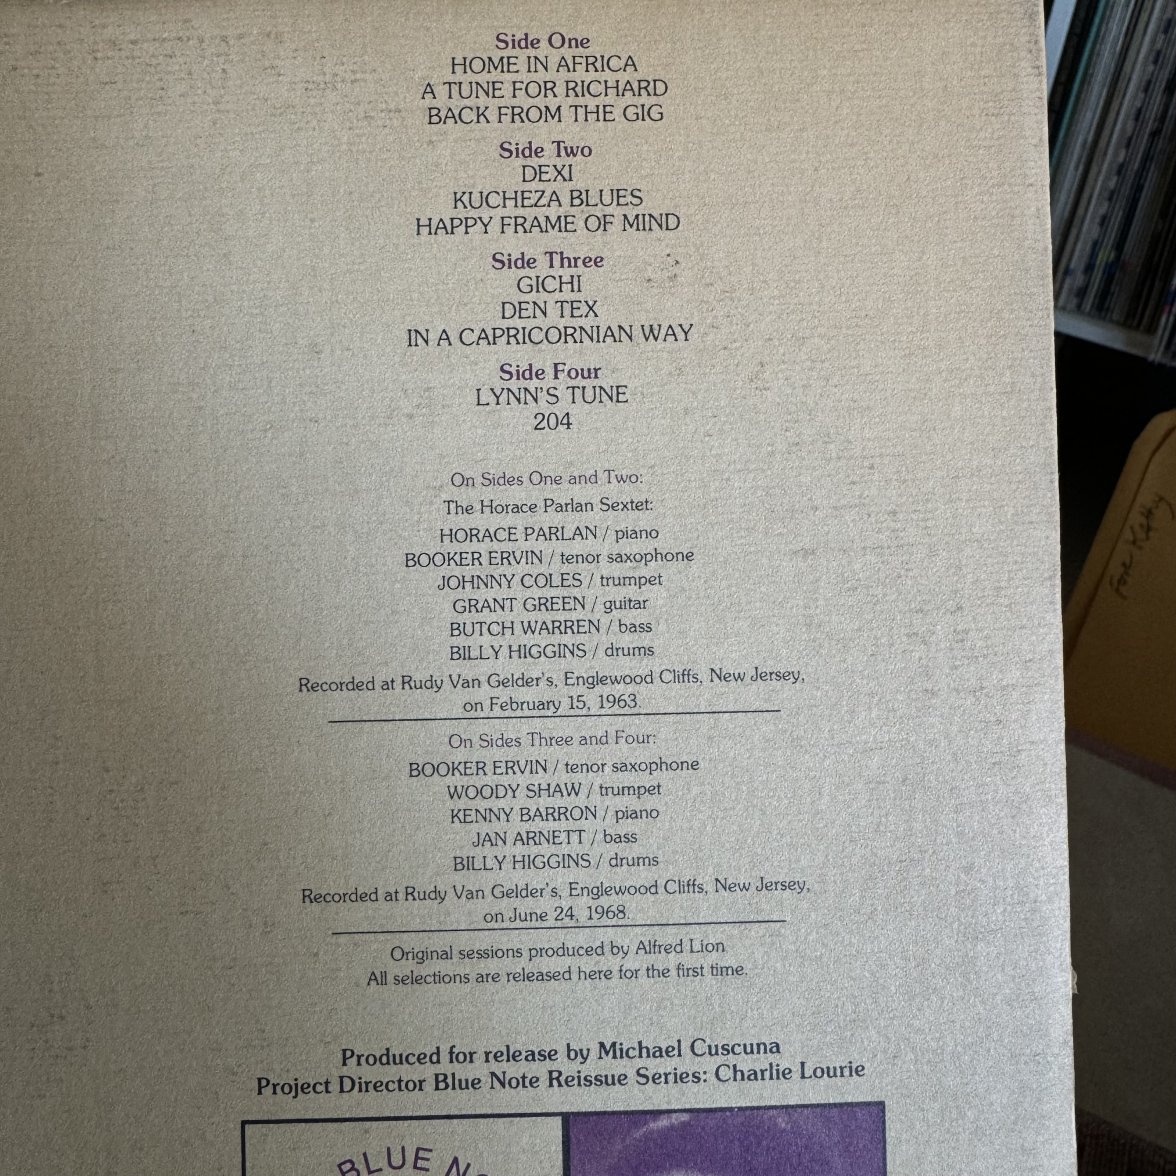 Side One
HOME IN AFRICA
A TUNE FOR RICHARD
BACK FROM THE GIG
Side Two
DEXI
KUCHEZA BLUES
HAPPY FRAME OF MIND
Side Three
GICHI
DEN TEX
IN A CAPRICORNIAN WAY
Side Four
LYNN'S TUNE
204
On Sides One and Two:
The Horace Parlan Sextet:
HORACE PARLAN / piano
BOOKER ERVIN / tenor saxophone
JOHNNY COLES / trumpet
GRANT GREEN / guitar
BUTCH WARREN / bass
BILLY HIGGINS / drums
Recorded at Rudy Van Gelder's, Englewood Cliffs, New Jersey,
on February 15, 1963.
On Sides Three and Four:
BOOKER ERVIN / tenor saxophone
WOODY SHAW / trumpet
KENNY BARRON / piano
JAN ARNETT / bass
BILLY HIGGINS / drums
Recorded at Rudy Van Gelder's, Englewood Cliffs, New Jersey,
on June 24, 1968.
Original sessions produced by Alfred Lion
All selections are released here for the first time.
Produced for release by Michael Cuscuna
Project Director Blue Note Reissue Series: Charlie Lourie
BLUE